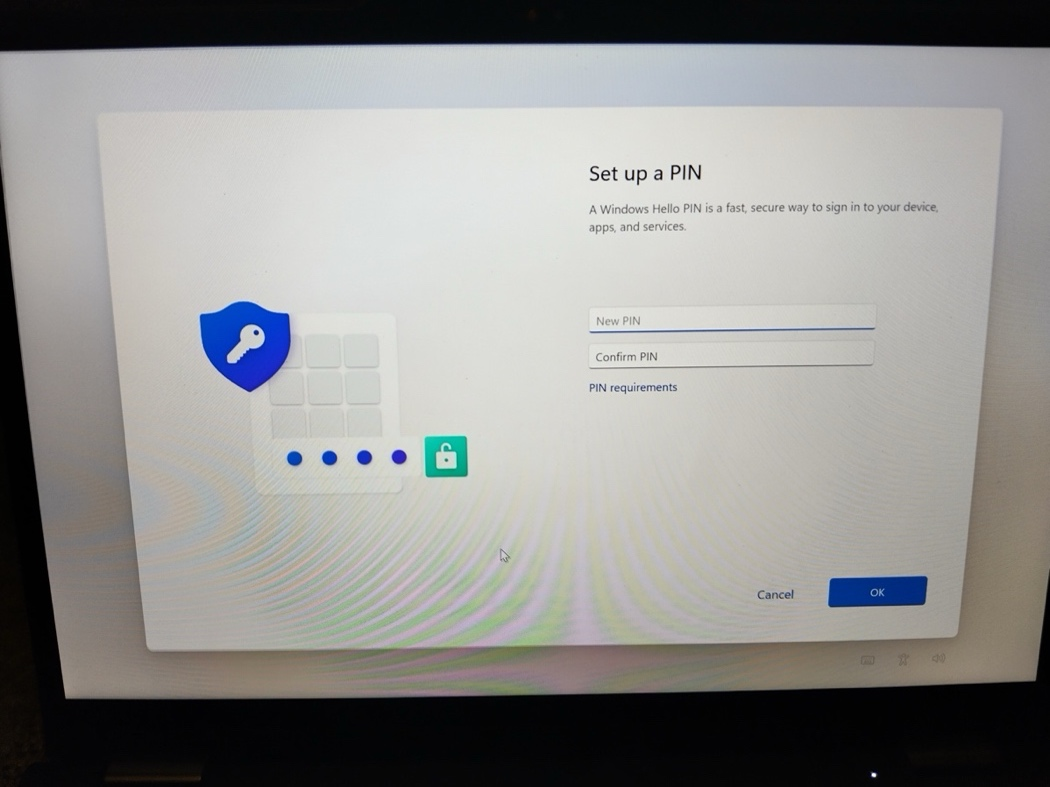 Set up a PIN
A Windows Hello PIN is a fast, secure way to sign in to your device,
apps, and services.
New PIN
Confirm PIN
PIN requirements
Cancel
OK